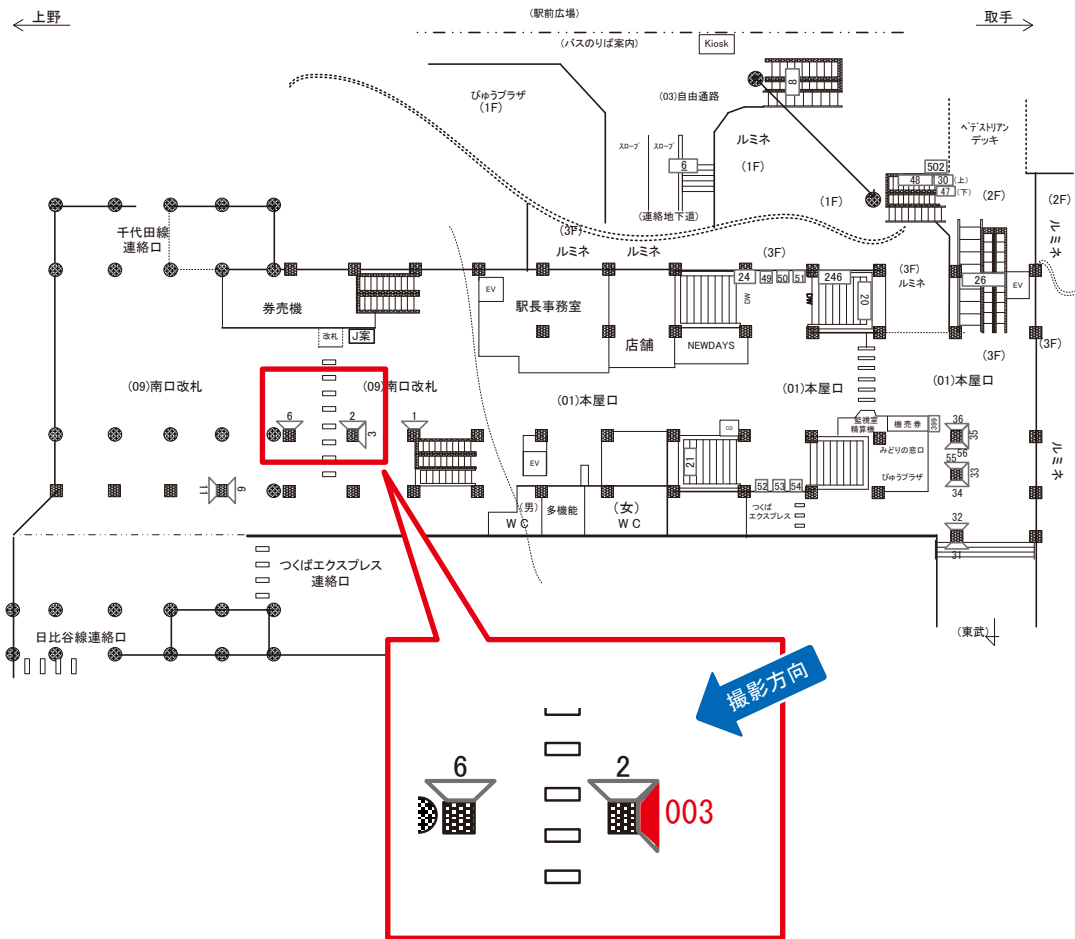 上野
(駅前広場)
取手
(バスのりば案内)
Kiosk
びゅうプラザ
(1F)
(03)自由通路
8
ルミネ
(1F)
スロープ
スロープ
6
(連絡地下道)
ペデストリアン
デッキ
502
48
30
(上)
47
(下)
(1F)
(2F)
(2F)
ルミネ
千代田線
連絡口
(3F)
ルミネ
ルミネ
(3F)
(3F)
ルミネ
24
49
50
51
246
20
26
EV
DW
DW
EV
券売機
駅長事務室
改札
J案
店舗
NEWDAYS
(3F)
(3F)
(09)南口改札
(09)南口改札
(01)本屋口
(01)本屋口
(01)本屋口
6
2
3
1
監視室
精算機
機売券
399
36
35
CO
EV
21
みどりの窓口
55
56
33
34
びゅうプラザ
ルミネ
11
9
52
53
54
(男)
WC
多機能
(女)
WC
つくば
エクスプレス
32
31
つくばエクスプレス
連絡口
日比谷線連絡口
(東武)
撮影方向
6
2
003